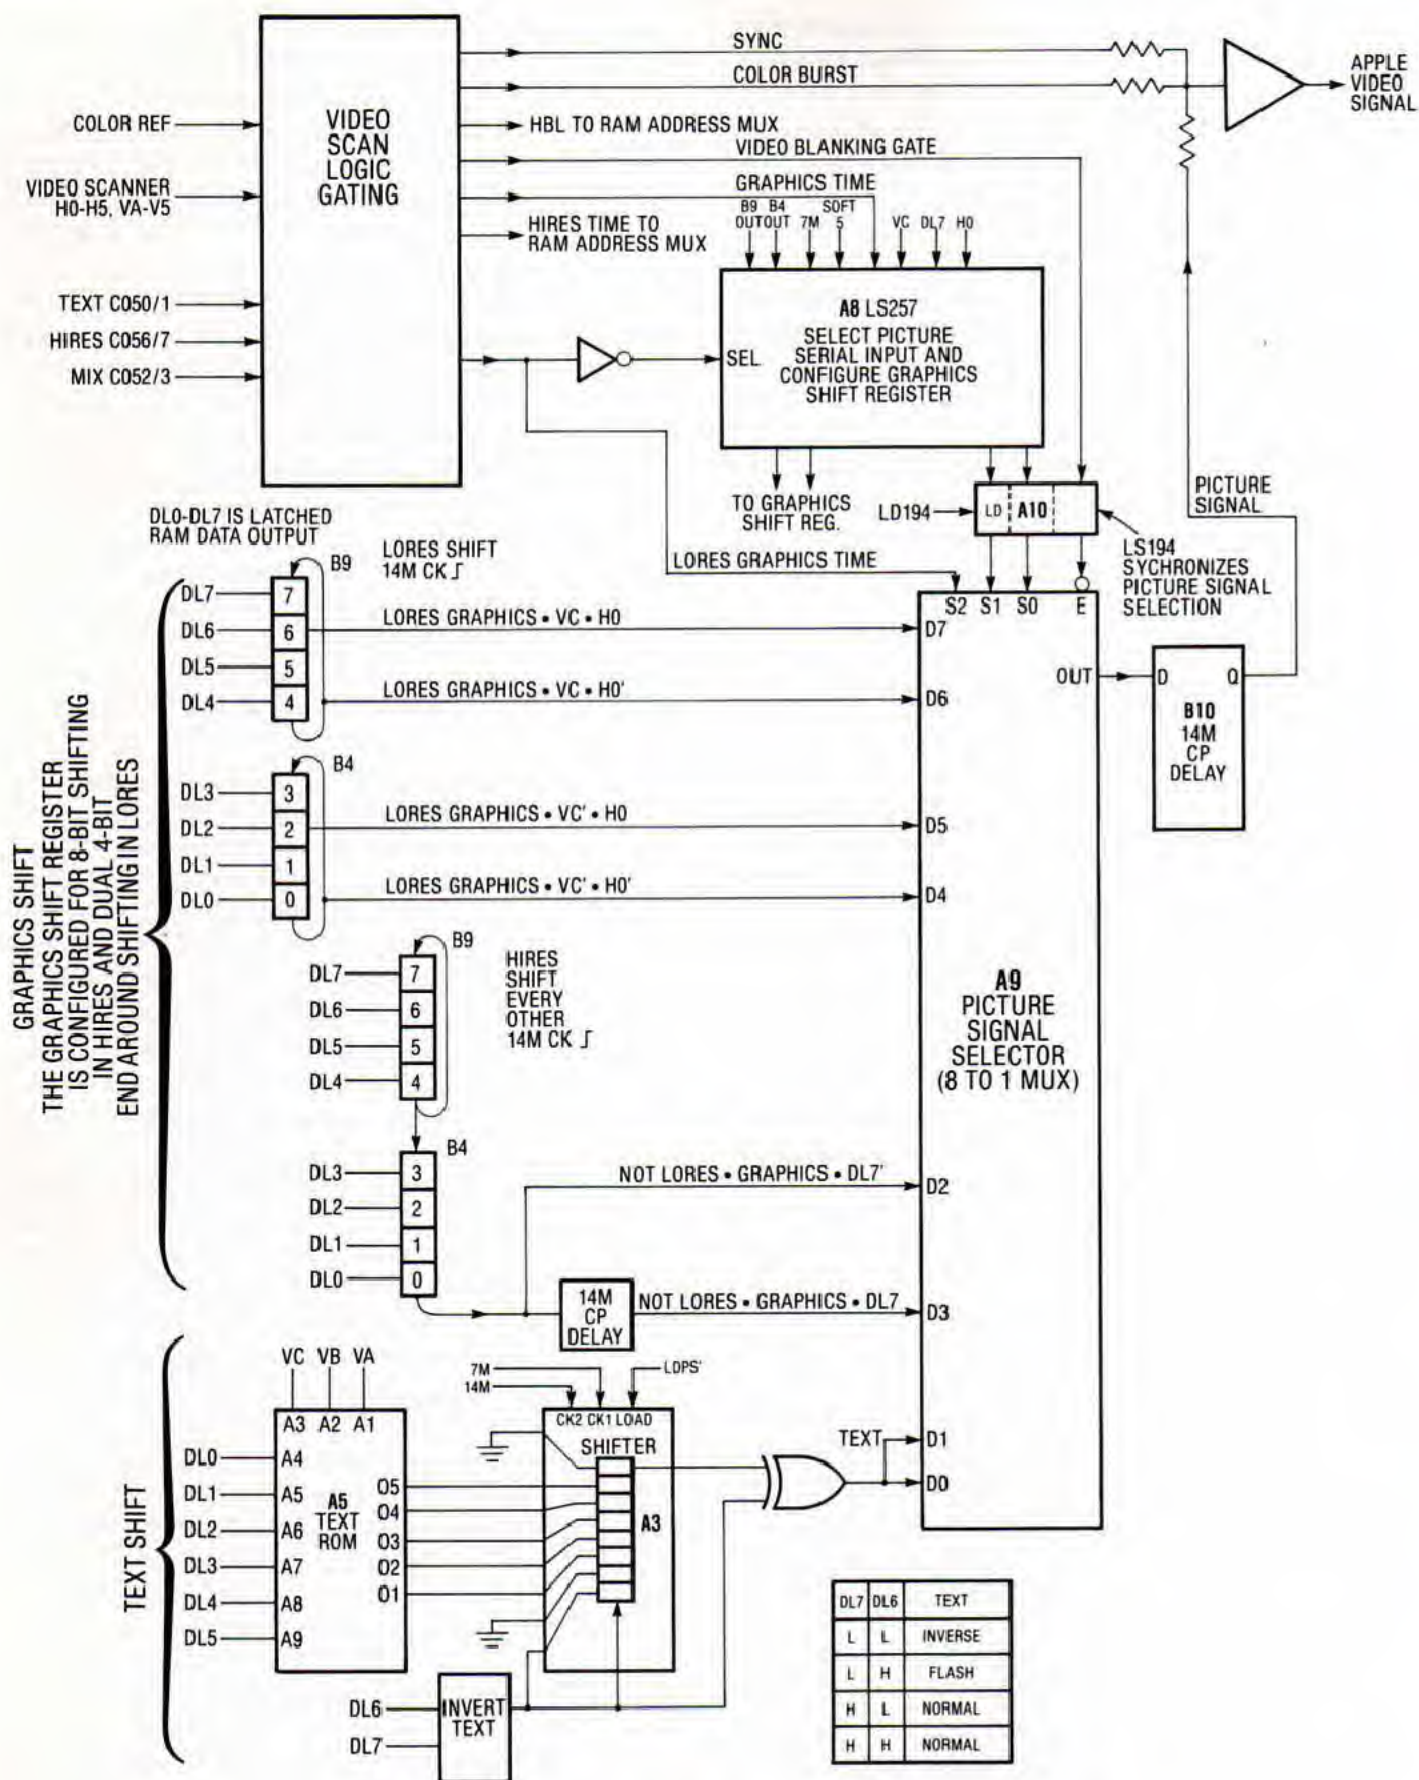 SYNC
COLOR BURST
APPLE
VIDEO
SIGNAL
COLOR REF
VIDEO
SCAN
LOGIC
GATING
HBL TO RAM ADDRESS MUX
VIDEO BLANKING GATE
VIDEO SCANNER
H0-H5, VA-V5
GRAPHICS TIME
HIRES TIME TO
RAM ADDRESS MUX
B9 B4 SOFT
OUT OUT 7M 5 VC DL7 H0
TEXT C050/1
HIRES C056/7
MIX C052/3
A8 LS257
SELECT PICTURE
SERIAL INPUT AND
CONFIGURE GRAPHICS
SHIFT REGISTER
SEL
TO GRAPHICS
SHIFT REG.
LD194
LD A10
PICTURE
SIGNAL
LS194
SYCHRONIZES
PICTURE SIGNAL
SELECTION
DL0-DL7 IS LATCHED
RAM DATA OUTPUT
B9
LORES SHIFT
14M CK
LORES GRAPHICS TIME
S2 S1 S0 E
DL7 7
DL6 6
DL5 5
DL4 4
LORES GRAPHICS • VC • H0
D7
LORES GRAPHICS • VC • H0'
D6
OUT
D Q
B10
14M
CP
DELAY
B4
DL3 3
DL2 2
DL1 1
DL0 0
LORES GRAPHICS • VC' • H0
D5
LORES GRAPHICS • VC' • H0'
D4
GRAPHICS SHIFT
THE GRAPHICS SHIFT REGISTER
IS CONFIGURED FOR 8-BIT SHIFTING
IN HIRES AND DUAL 4-BIT
END AROUND SHIFTING IN LORES
B9
DL7 7
DL6 6
DL5 5
DL4 4
HIRES
SHIFT
EVERY
OTHER
14M CK
A9
PICTURE
SIGNAL
SELECTOR
(8 TO 1 MUX)
B4
DL3 3
DL2 2
DL1 1
DL0 0
NOT LORES • GRAPHICS • DL7'
D2
14M
CP
DELAY
NOT LORES • GRAPHICS • DL7
D3
TEXT SHIFT
VC VB VA
A3 A2 A1
DL0 A4
DL1 A5
DL2 A6
DL3 A7
DL4 A8
DL5 A9
A5
TEXT
ROM
O5
O4
O3
O2
O1
7M
14M
LDPS'
CK2 CK1 LOAD
SHIFTER
A3
TEXT
D1
D0
DL6
DL7
INVERT
TEXT
DL7 DL6 TEXT
L L INVERSE
L H FLASH
H L NORMAL
H H NORMAL